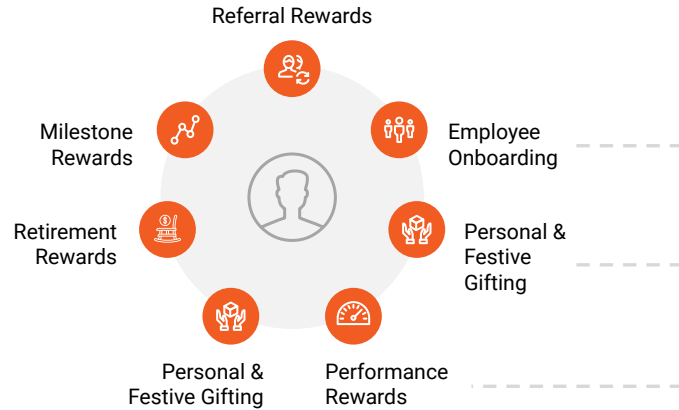 Referral Rewards
Employee
Onboarding
Personal &
Festive
Gifting
Performance
Rewards
Personal &
Festive Gifting
Retirement
Rewards
Milestone
Rewards